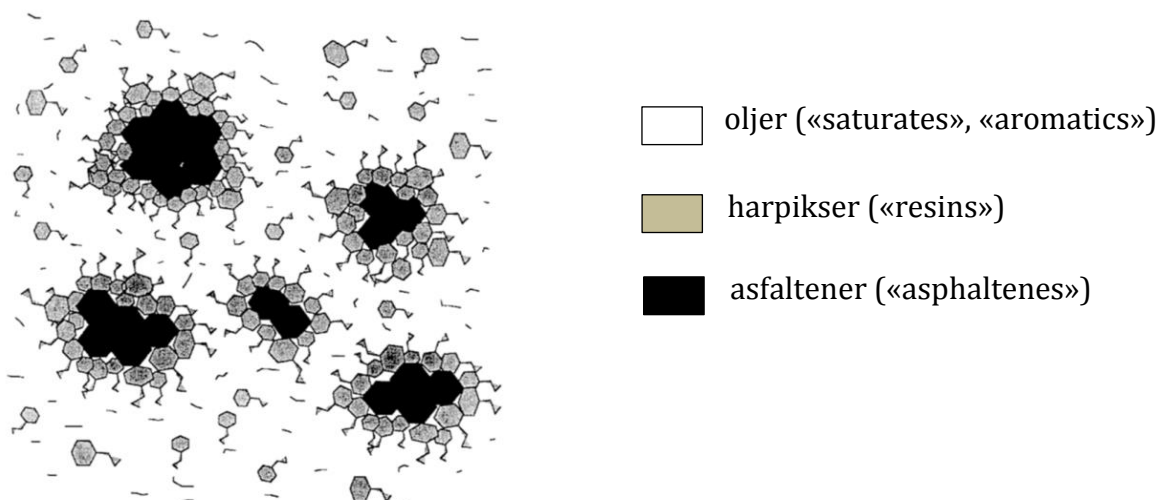 oljer («saturates», «aromatics»)
harpikser («resins»)
asfaltener («asphaltenes»)